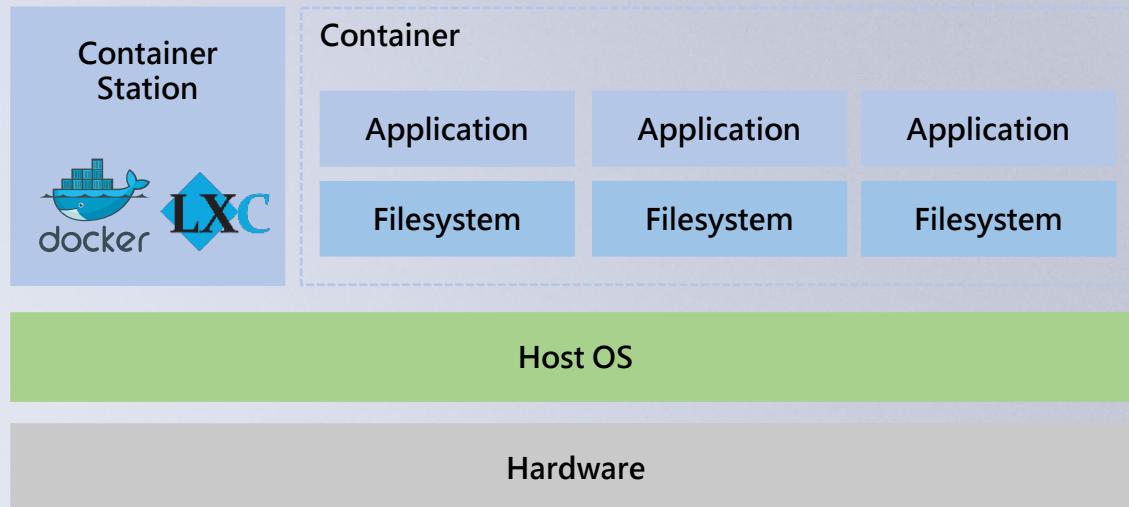 Container
Station
docker
LXC
Container
Application
Application
Application
Filesystem
Filesystem
Filesystem
Host OS
Hardware